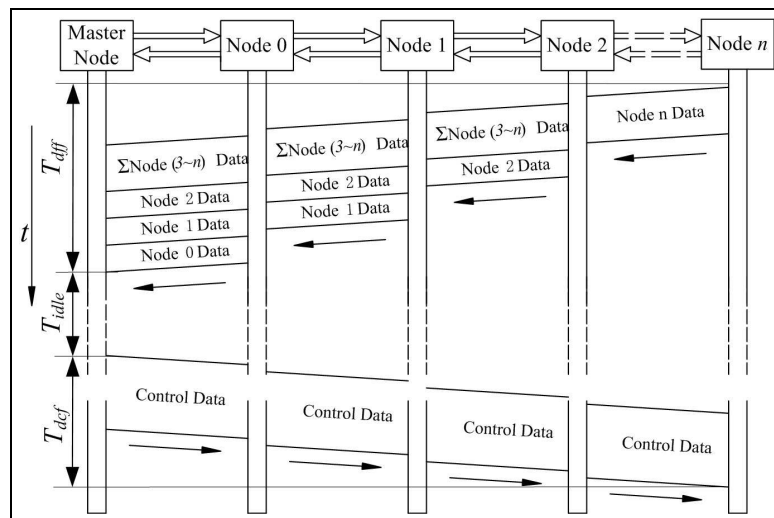 Master
Node
Node 0
Node 1
Node 2
Node n
Node n Data
ΣNode (3~n) Data
ΣNode (3~n) Data
ΣNode (3~n) Data
Node 2 Data
Node 2 Data
Node 2 Data
Node 1 Data
Node 1 Data
Node 0 Data
T_dff
t
T_idle
T_dcf
Control Data
Control Data
Control Data
Control Data